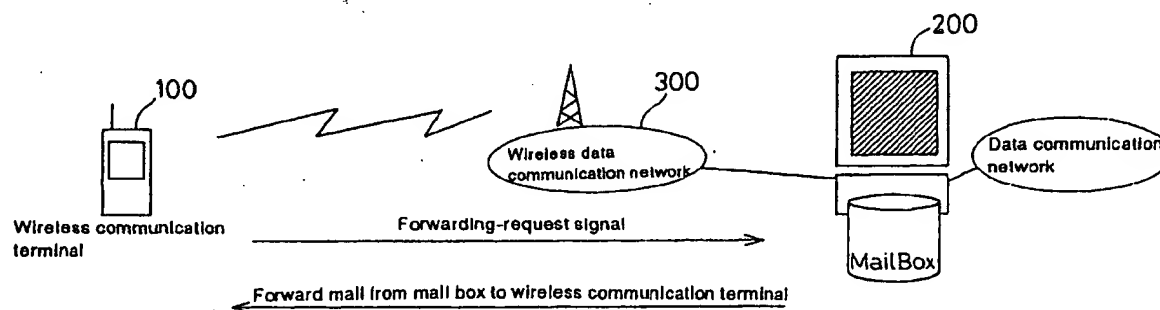 200
100
300
Wireless data
communication network
Data communication
network
Wireless communication
terminal
Forwarding-request signal
MailBox
Forward mail from mail box to wireless communication terminal